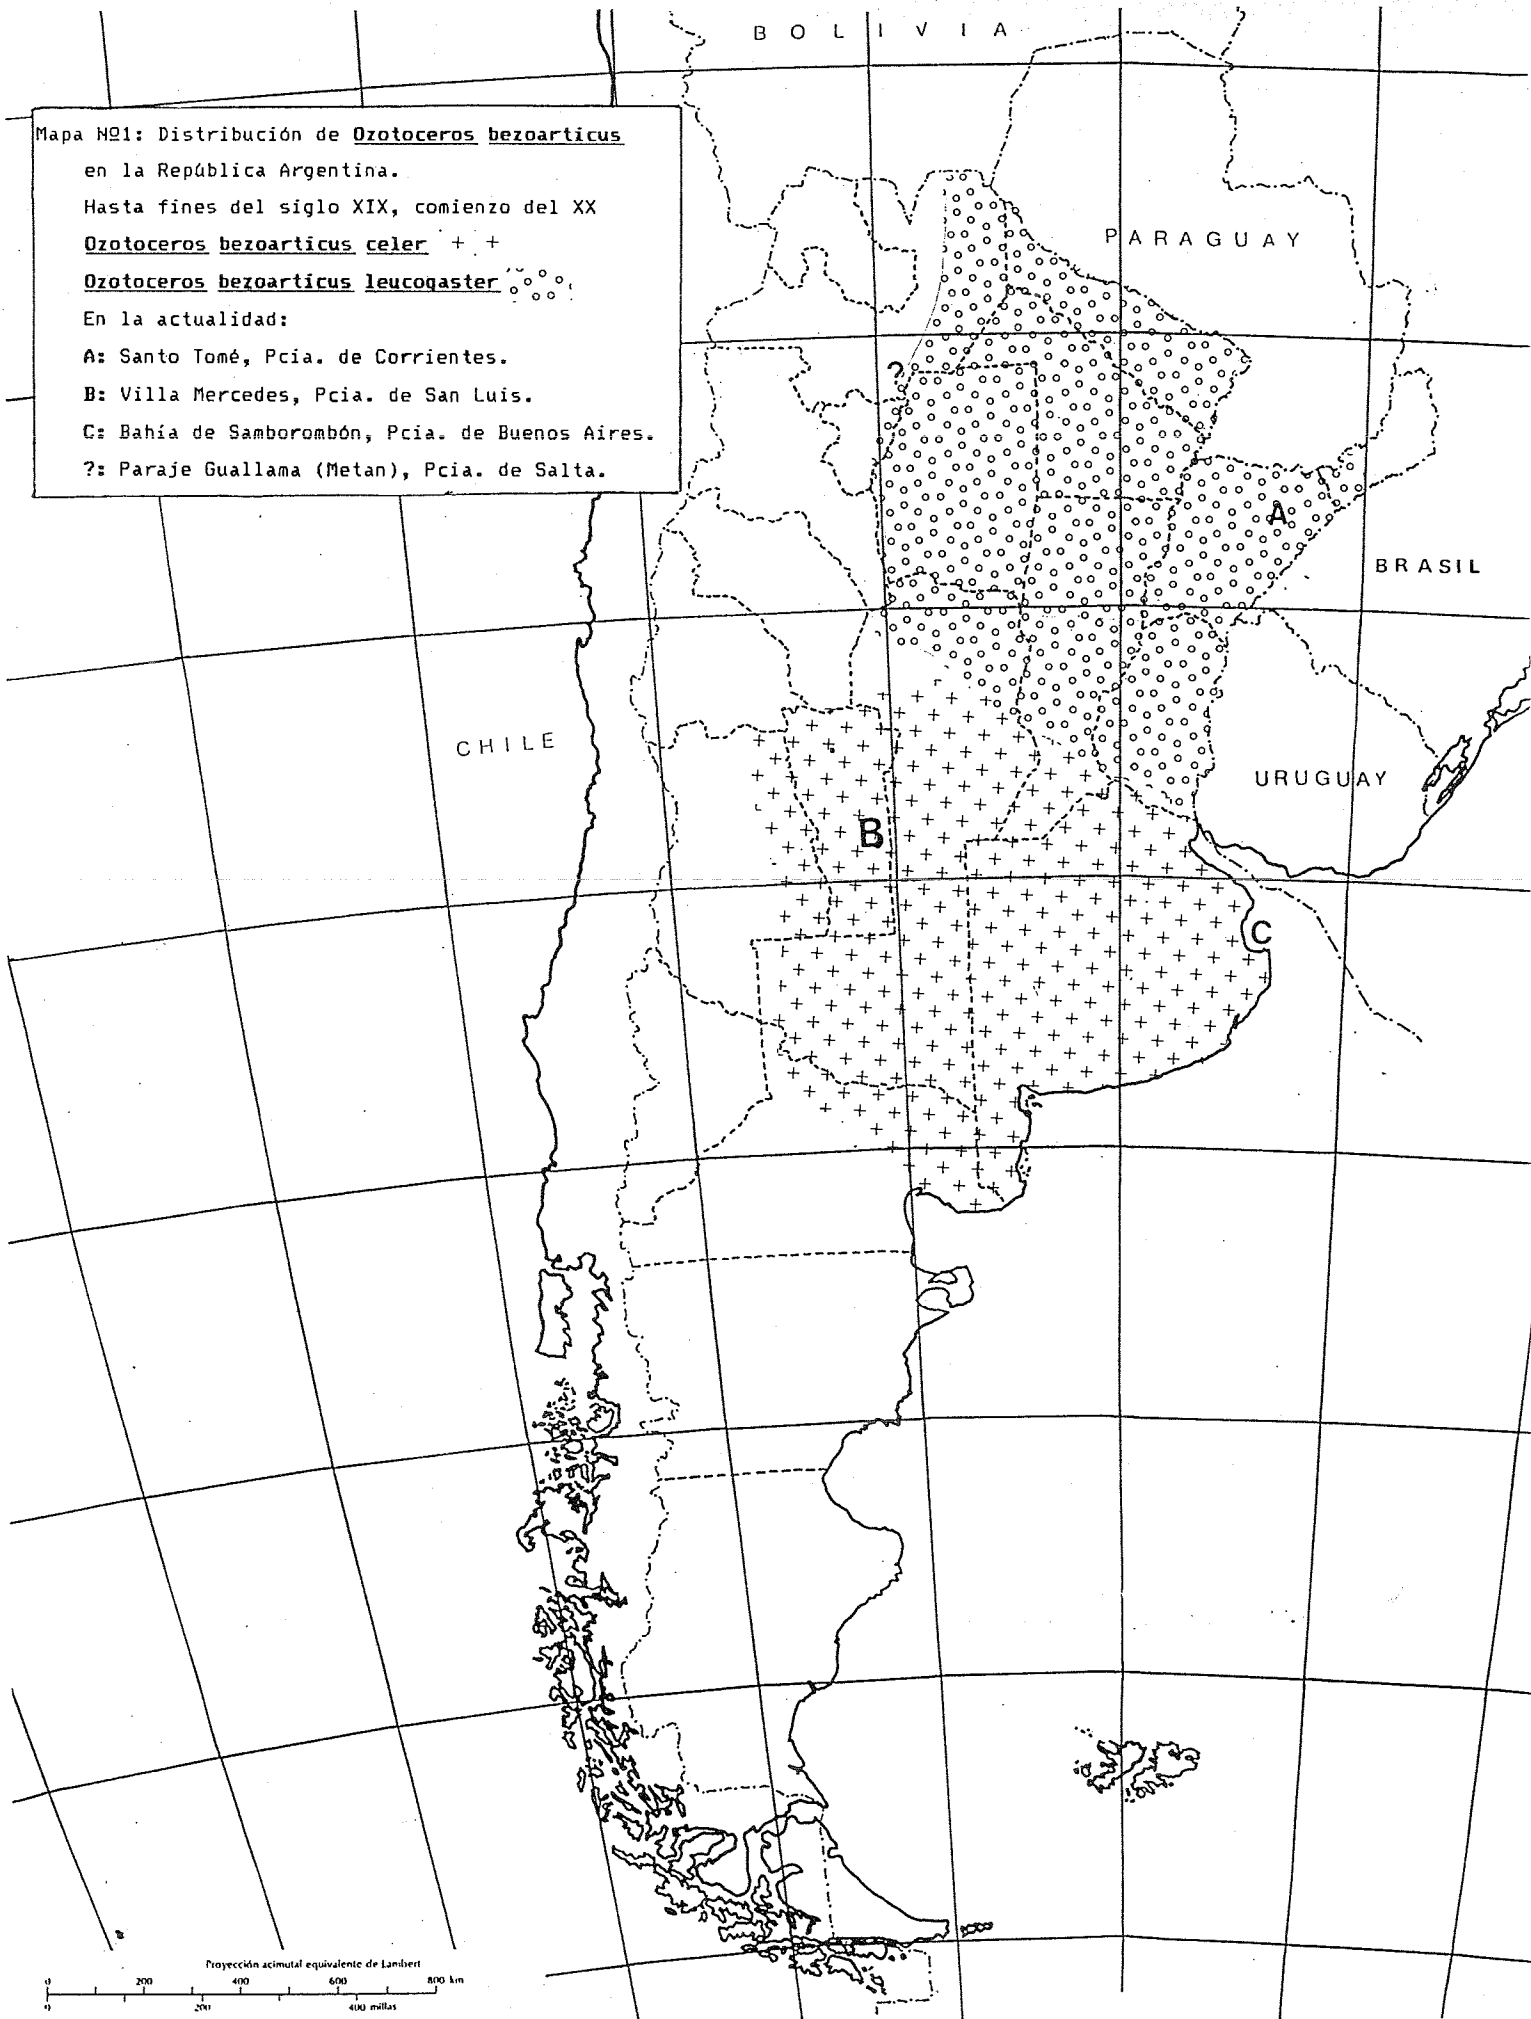 B O L I V I A
Mapa Nº1: Distribución de Ozotoceros bezoarticus
en la República Argentina.
Hasta fines del siglo XIX, comienzo del XX
Ozotoceros bezoarticus celer + +
Ozotoceros bezoarticus leucogaster
En la actualidad:
A: Santo Tomé, Pcia. de Corrientes.
B: Villa Mercedes, Pcia. de San Luis.
C: Bahía de Samborombón, Pcia. de Buenos Aires.
?: Paraje Guallama (Metan), Pcia. de Salta.
PARAGUAY
?
A
BRASIL
CHILE
URUGUAY
B
C
Proyección acimutal equivalente de Lambert
0 200 400 600 800 km
0 200 400 millas